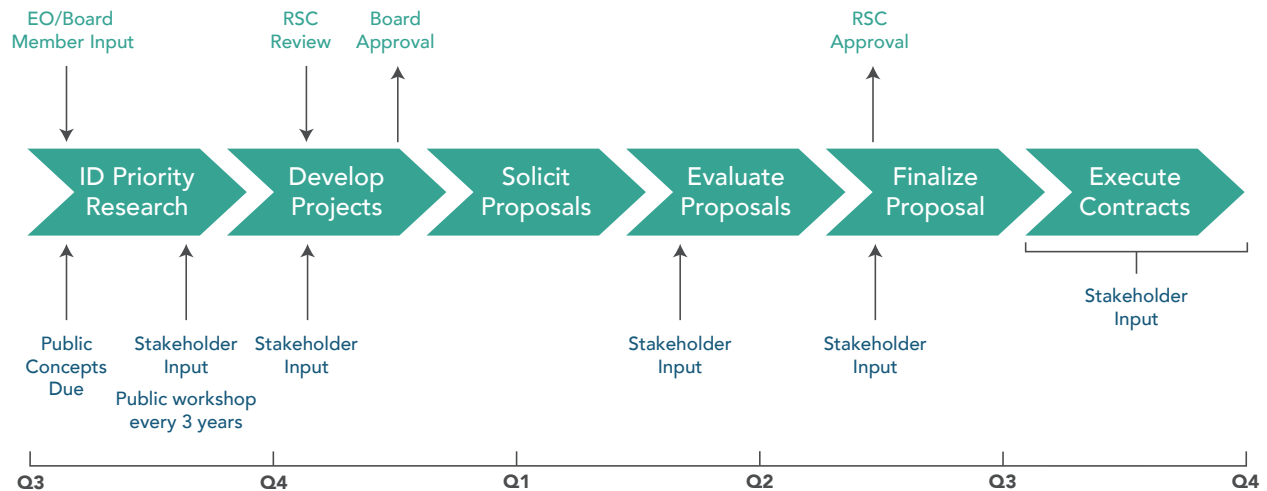 EO/Board
Member Input
RSC
Review
Board
Approval
RSC
Approval
ID Priority
Research
Develop
Projects
Solicit
Proposals
Evaluate
Proposals
Finalize
Proposal
Execute
Contracts
Public
Concepts
Due
Stakeholder
Input
Public workshop
every 3 years
Stakeholder
Input
Stakeholder
Input
Stakeholder
Input
Stakeholder
Input
Q3
Q4
Q1
Q2
Q3
Q4